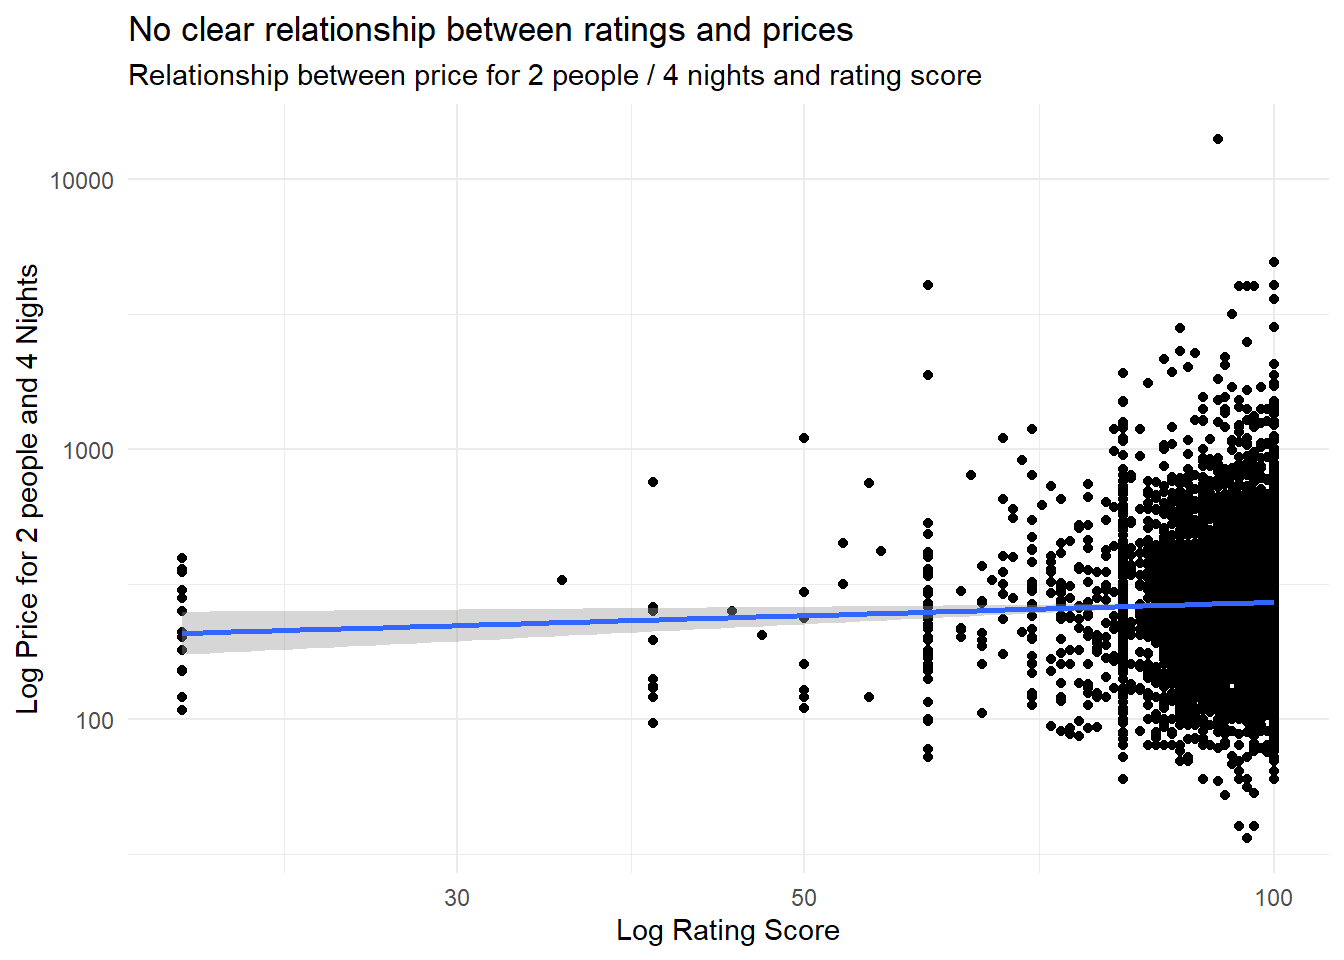 No clear relationship between ratings and prices
Relationship between price for 2 people / 4 nights and rating score
Log Price for 2 people and 4 Nights
10000
1000
100
30 50 100
Log Rating Score